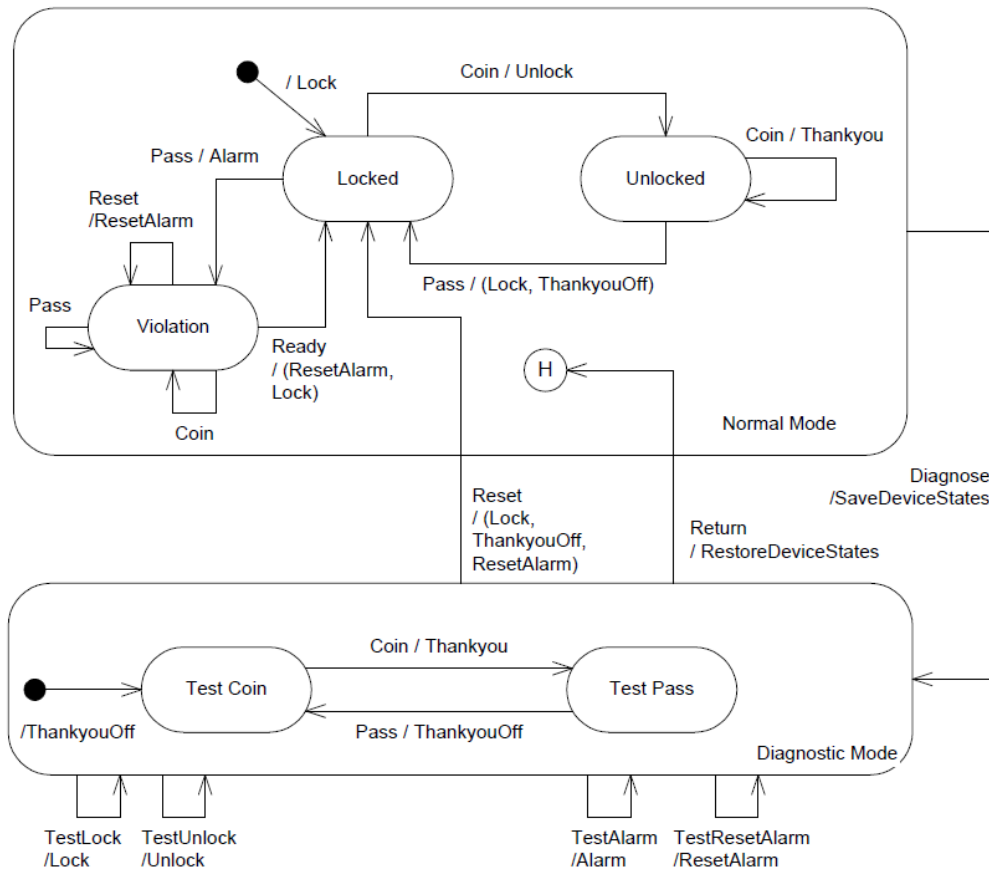 / Lock
Coin / Unlock
Coin / Thankyou
Pass / Alarm
Locked
Unlocked
Reset
/ResetAlarm
Pass / (Lock, ThankyouOff)
Pass
Violation
Ready
/ (ResetAlarm,
Lock)
H
Coin
Normal Mode
Diagnose
/SaveDeviceStates
Reset
/ (Lock,
ThankyouOff,
ResetAlarm)
Return
/ RestoreDeviceStates
Coin / Thankyou
Test Coin
Test Pass
/ThankyouOff
Pass / ThankyouOff
Diagnostic Mode
TestLock
/Lock
TestUnlock
/Unlock
TestAlarm
/Alarm
TestResetAlarm
/ResetAlarm